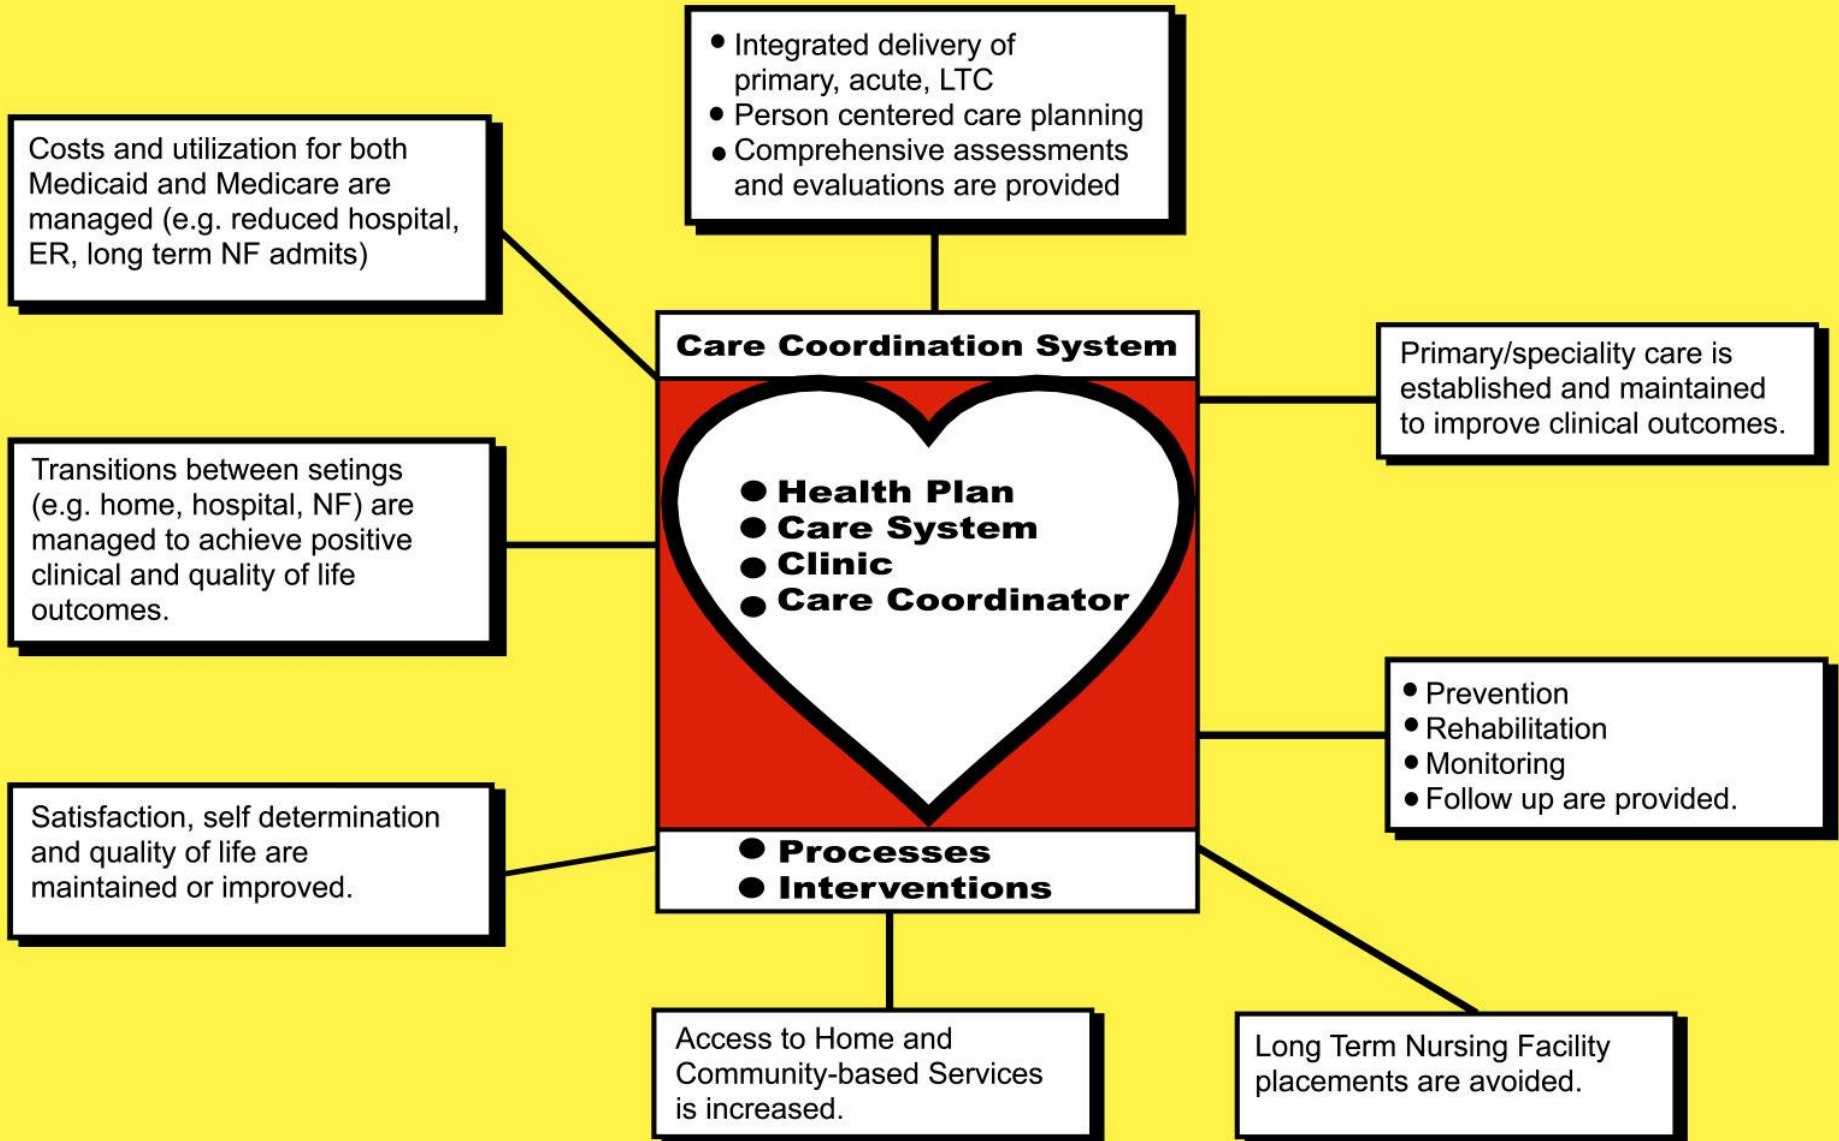 • Integrated delivery of
primary, acute, LTC
• Person centered care planning
• Comprehensive assessments
and evaluations are provided
Costs and utilization for both
Medicaid and Medicare are
managed (e.g. reduced hospital,
ER, long term NF admits)
Care Coordination System
Primary/speciality care is
established and maintained
to improve clinical outcomes.
Transitions between setings
(e.g. home, hospital, NF) are
managed to achieve positive
clinical and quality of life
outcomes.
• Health Plan
• Care System
• Clinic
• Care Coordinator
• Prevention
• Rehabilitation
• Monitoring
• Follow up are provided.
Satisfaction, self determination
and quality of life are
maintained or improved.
• Processes
• Interventions
Access to Home and
Community-based Services
is increased.
Long Term Nursing Facility
placements are avoided.